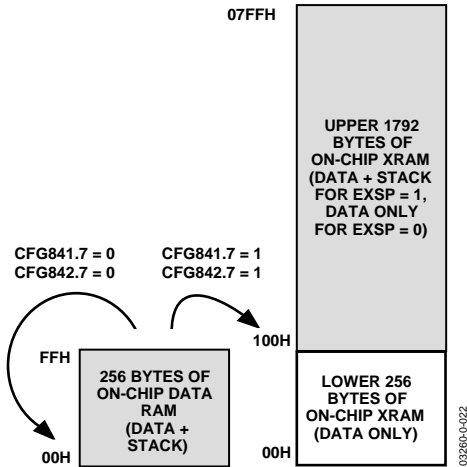 07FFH
UPPER 1792
BYTES OF
ON-CHIP XRAM
(DATA + STACK
FOR EXSP = 1,
DATA ONLY
FOR EXSP = 0)
CFG841.7 = 0
CFG842.7 = 0
CFG841.7 = 1
CFG842.7 = 1
100H
FFH
256 BYTES OF
ON-CHIP DATA
RAM
(DATA +
STACK)
00H
LOWER 256
BYTES OF
ON-CHIP XRAM
(DATA ONLY)
00H
03260-0-022